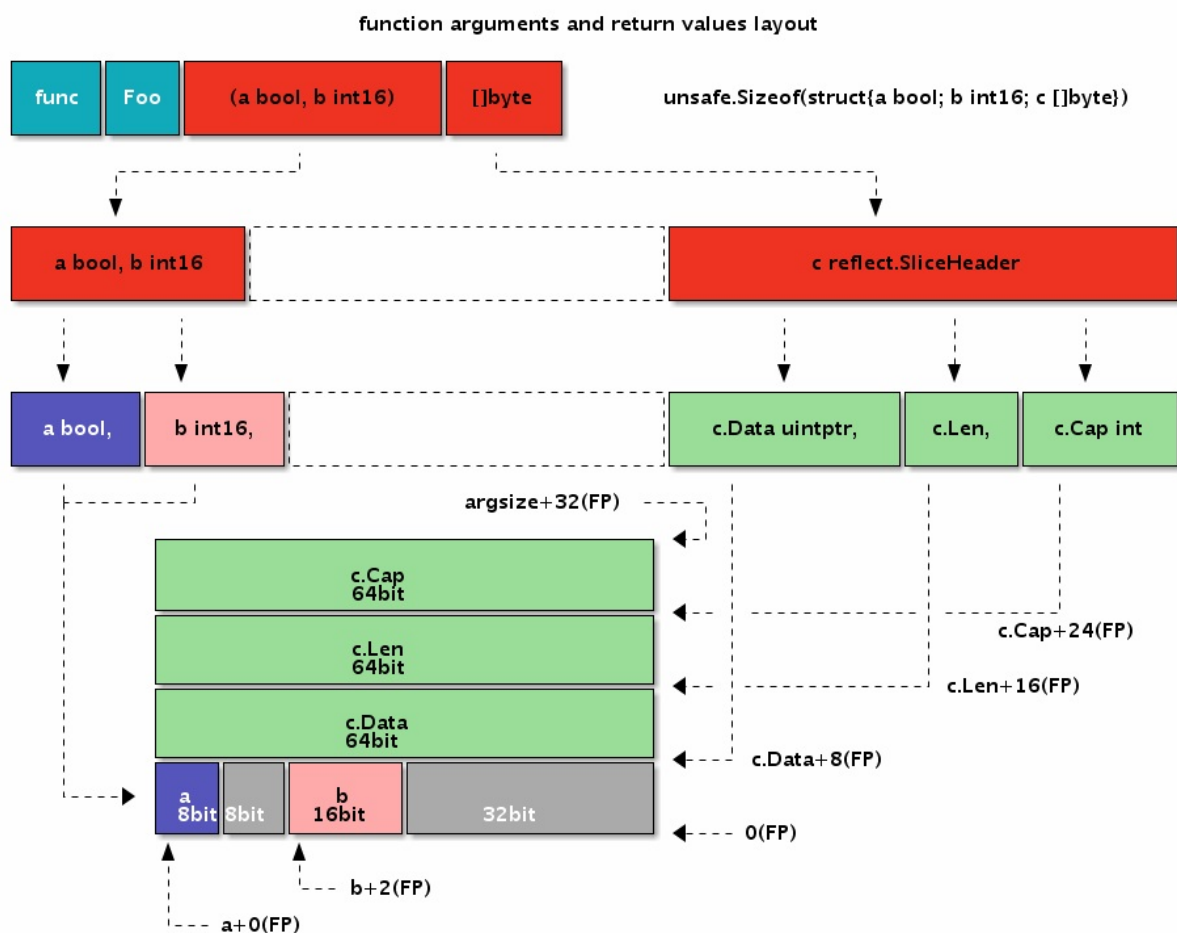 function arguments and return values layout
func Foo (a bool, b int16) []byte unsafe.Sizeof(struct{a bool; b int16; c []byte})
a bool, b int16 c reflect.SliceHeader
a bool, b int16, c.Data uintptr, c.Len, c.Cap int
argsize+32(FP)
c.Cap
64bit
c.Cap+24(FP)
c.Len
64bit
c.Len+16(FP)
c.Data
64bit
c.Data+8(FP)
a b
8bit 8bit 16bit 32bit
0(FP)
b+2(FP)
a+0(FP)